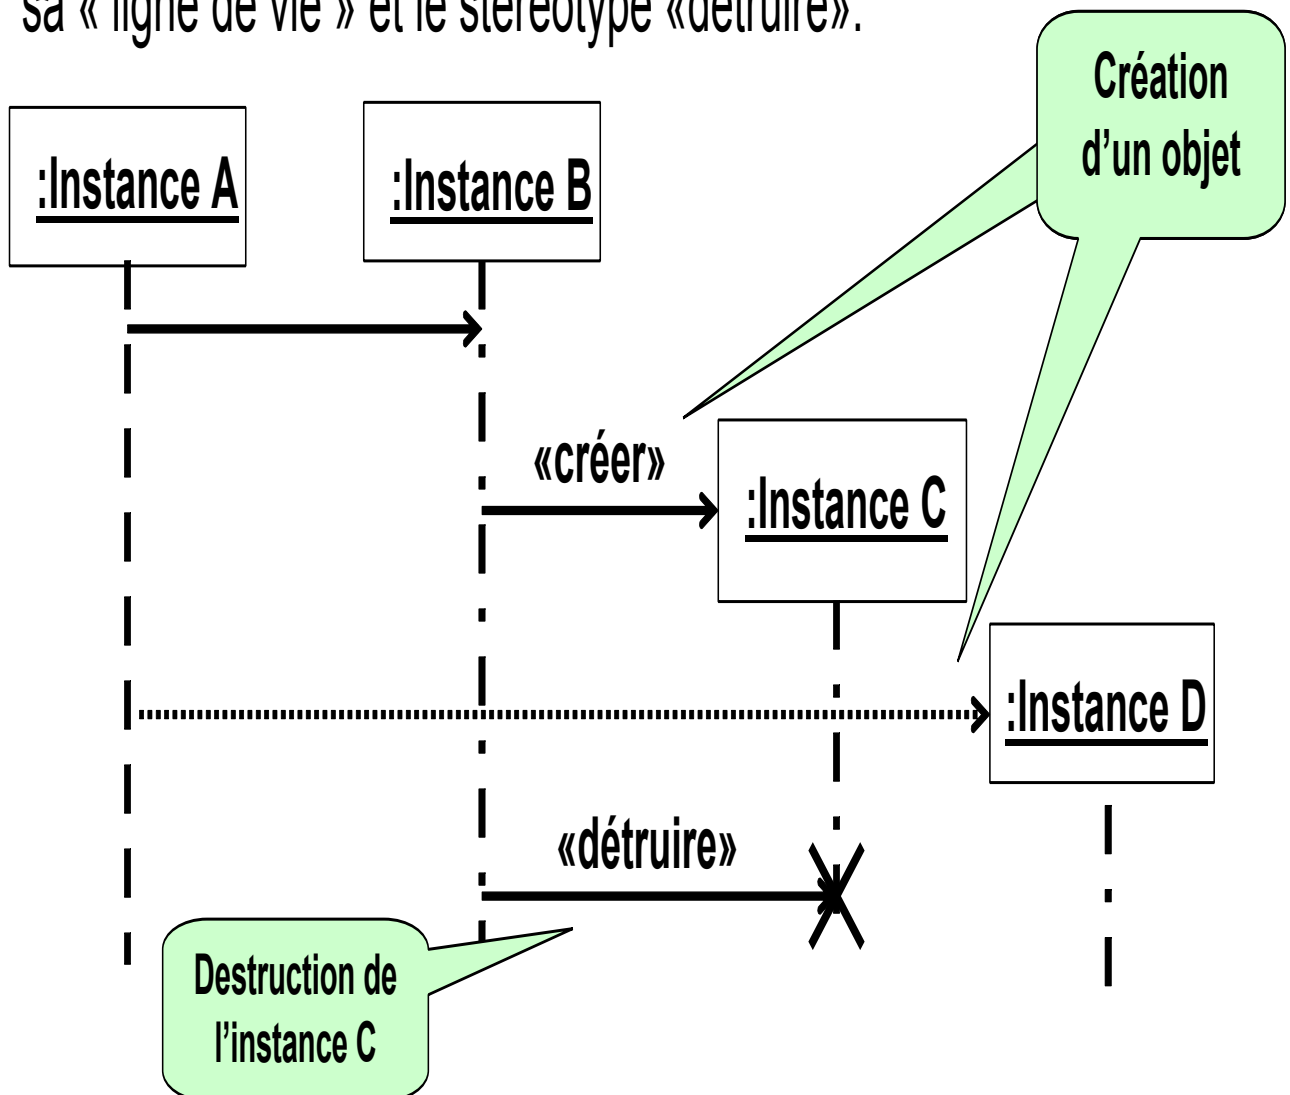 sa « ligne de vie » et le stéréotype «détruire».
Création
d’un objet
:Instance A
:Instance B
«créer»
:Instance C
:Instance D
«détruire»
Destruction de
l’instance C